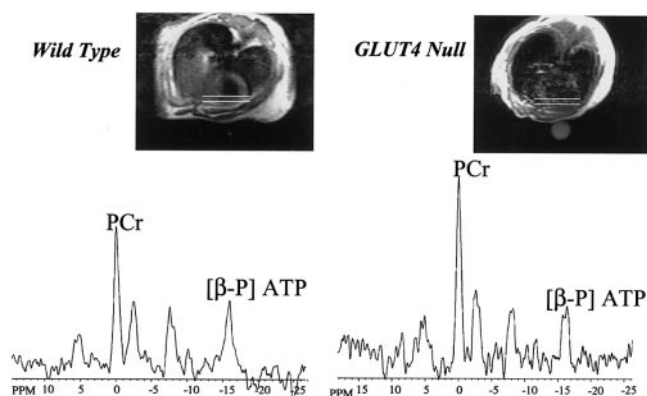 Wild Type
GLUT4 Null
PCr
[β-P] ATP
PPM 10 5 0 -5 -10 -15 -20 -25
PCr
[β-P] ATP
PPM 15 10 5 0 -5 -10 -15 -20 -25